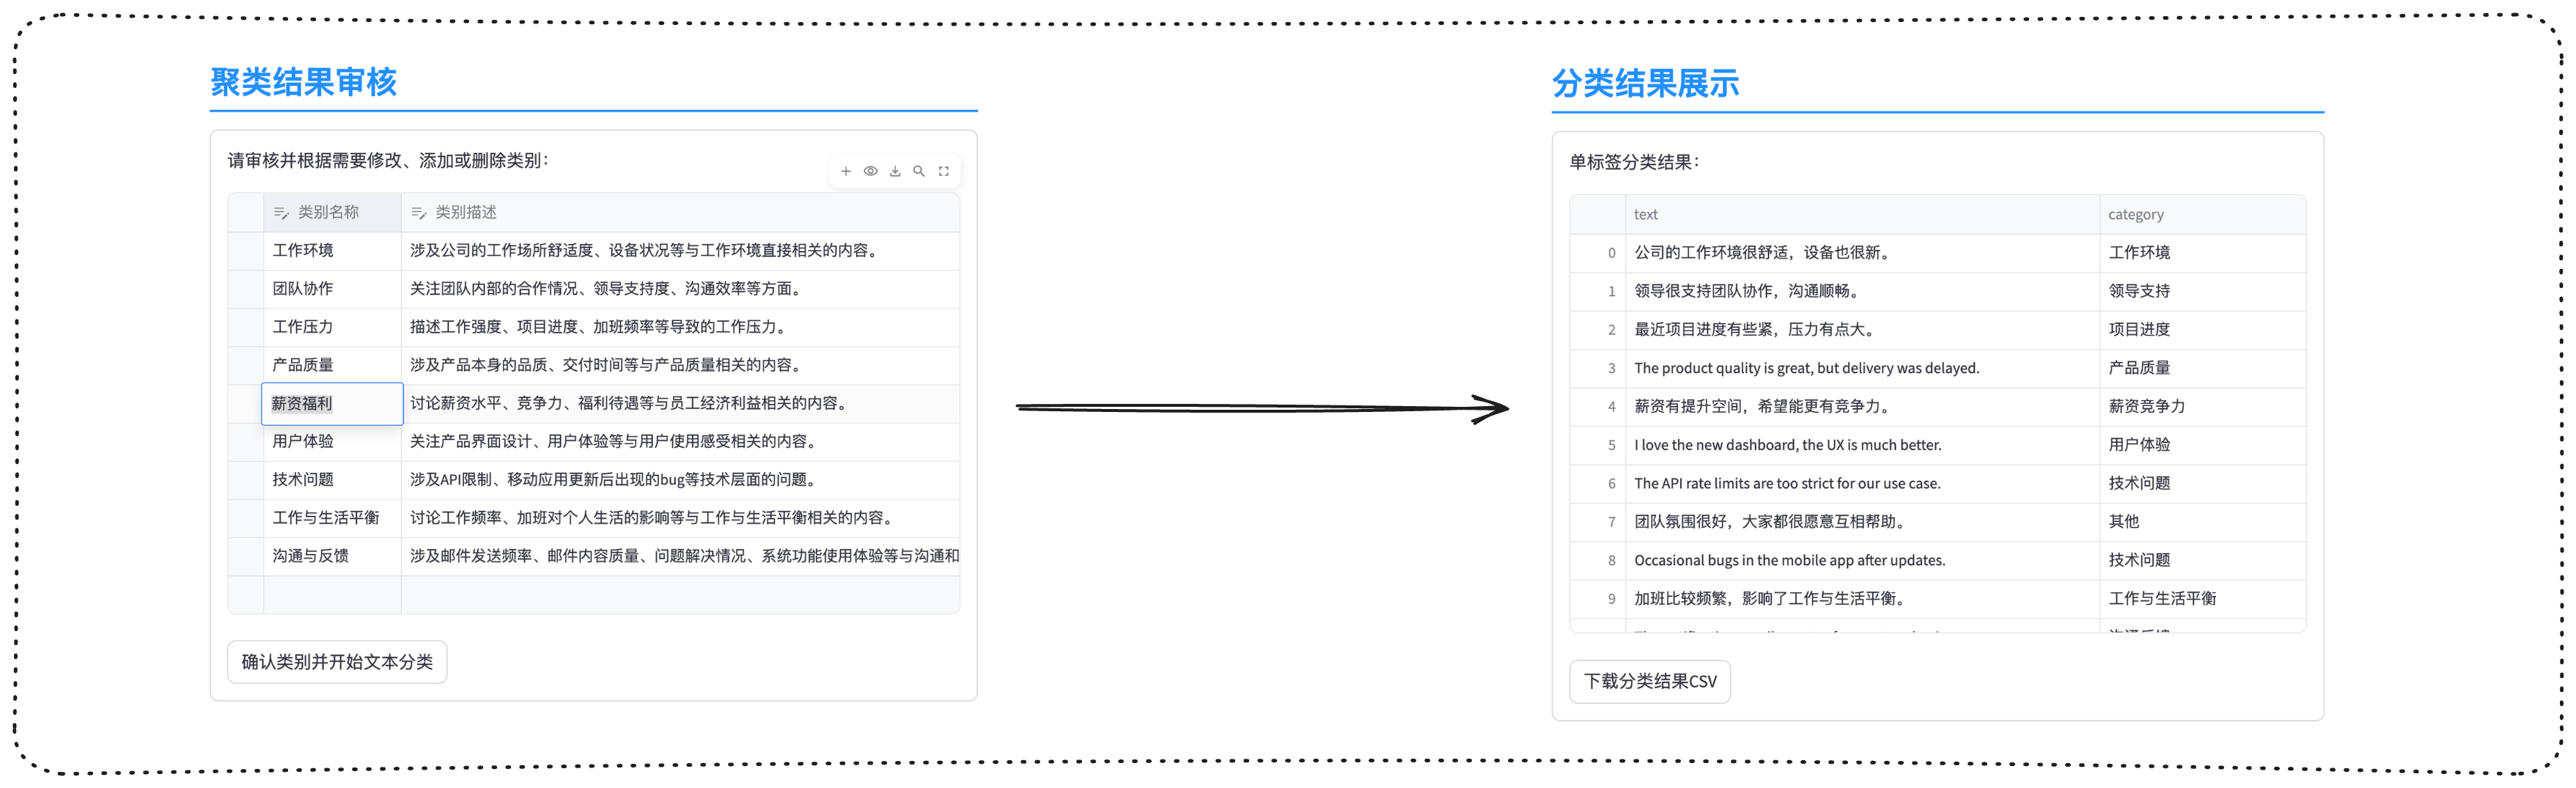 聚类结果审核
请审核并根据需要修改、添加或删除类别：
类别名称 类别描述
工作环境 涉及公司的工作场所舒适度、设备状况等与工作环境直接相关的内容。
团队协作 关注团队内部的合作情况、领导支持度、沟通效率等方面。
工作压力 描述工作强度、项目进度、加班频率等导致的工作压力。
产品质量 涉及产品本身的品质、交付时间等与产品质量相关的内容。
薪资福利 讨论薪资水平、竞争力、福利待遇等与员工经济利益相关的内容。
用户体验 关注产品界面设计、用户体验等与用户使用感受相关的内容。
技术问题 涉及API限制、移动应用更新后出现的bug等技术层面的问题。
工作与生活平衡 讨论工作频率、加班对个人生活的影响等与工作与生活平衡相关的内容。
沟通与反馈 涉及邮件发送频率、邮件内容质量、问题解决情况、系统功能使用体验等与沟通和
确认类别并开始文本分类
分类结果展示
单标签分类结果：
text category
0 公司的工作环境很舒适，设备也很新。 工作环境
1 领导很支持团队协作，沟通顺畅。 领导支持
2 最近项目进度有些紧，压力有点大。 项目进度
3 The product quality is great, but delivery was delayed. 产品质量
4 薪资有提升空间，希望能更有竞争力。 薪资竞争力
5 I love the new dashboard, the UX is much better. 用户体验
6 The API rate limits are too strict for our use case. 技术问题
7 团队氛围很好，大家都很愿意互相帮助。 其他
8 Occasional bugs in the mobile app after updates. 技术问题
9 加班比较频繁，影响了工作与生活平衡。 工作与生活平衡
下载分类结果CSV